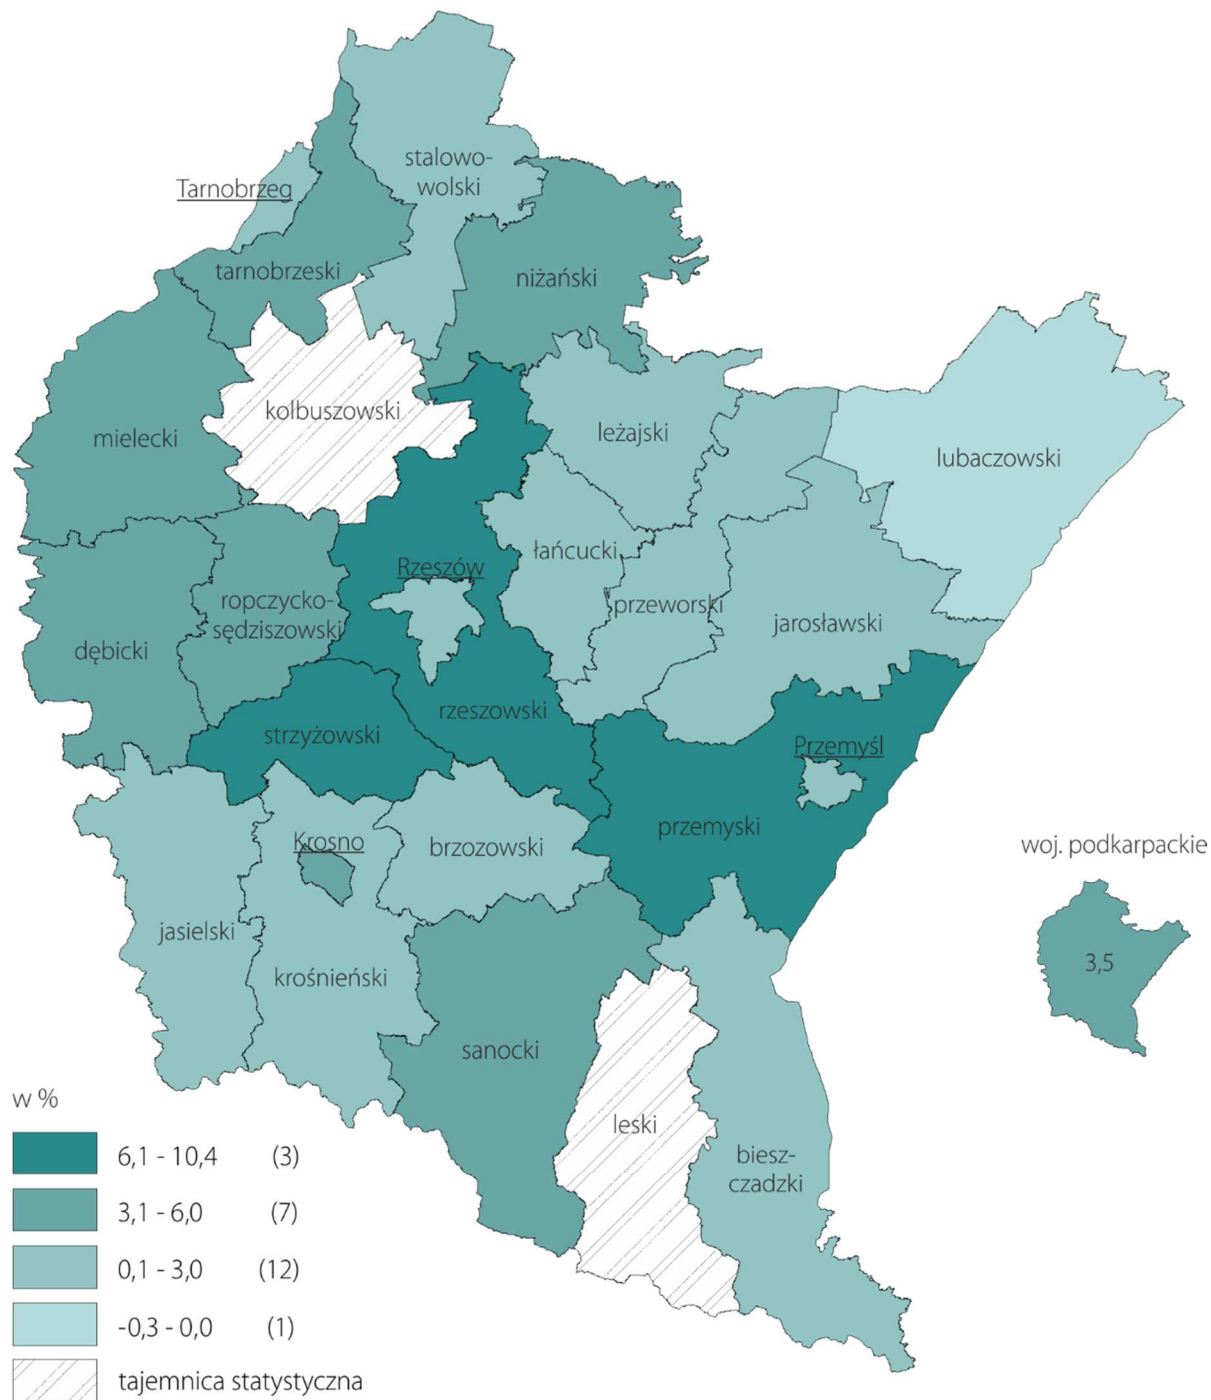 stalowo-
wolski
Tarnobrzeg
tarnobrzeski
niżański
kolbuszowski
mielecki
leżajski
lubaczowski
łańcucki
Rzeszów
ropczycko-
sędziszowski
przeworski
jarosławski
dębicki
rzeszowski
strzyżowski
Przemyśl
przemyski
Krosno
brzozowski
woj. podkarpackie
jasielski
krośnieński
3,5
sanocki
leski
biesz-
czadzki
w %
6,1 - 10,4 (3)
3,1 - 6,0 (7)
0,1 - 3,0 (12)
-0,3 - 0,0 (1)
tajemnica statystyczna